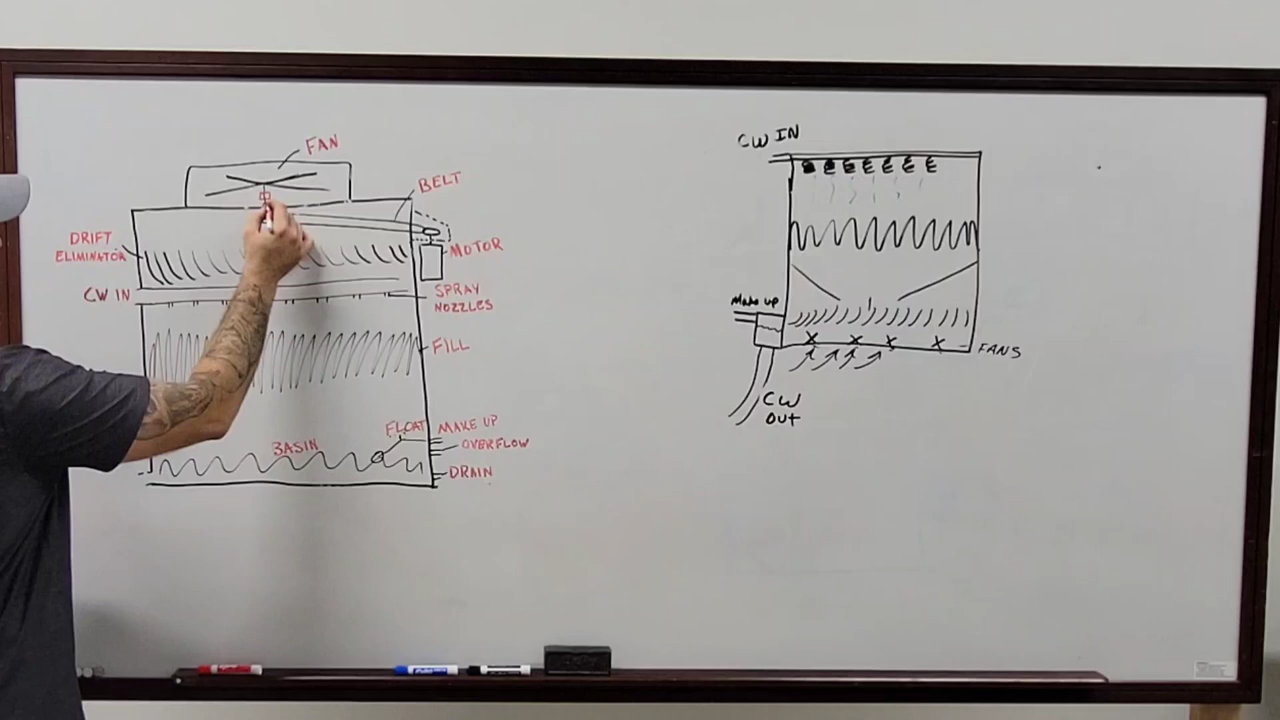 FAN
BELT
DRIFT
ELIMINATOR
MOTOR
CW IN
SPRAY
NOZZLES
FILL
FLOAT
MAKE UP
BASIN
OVERFLOW
DRAIN
CW IN
Make up
FANS
CW
OUT